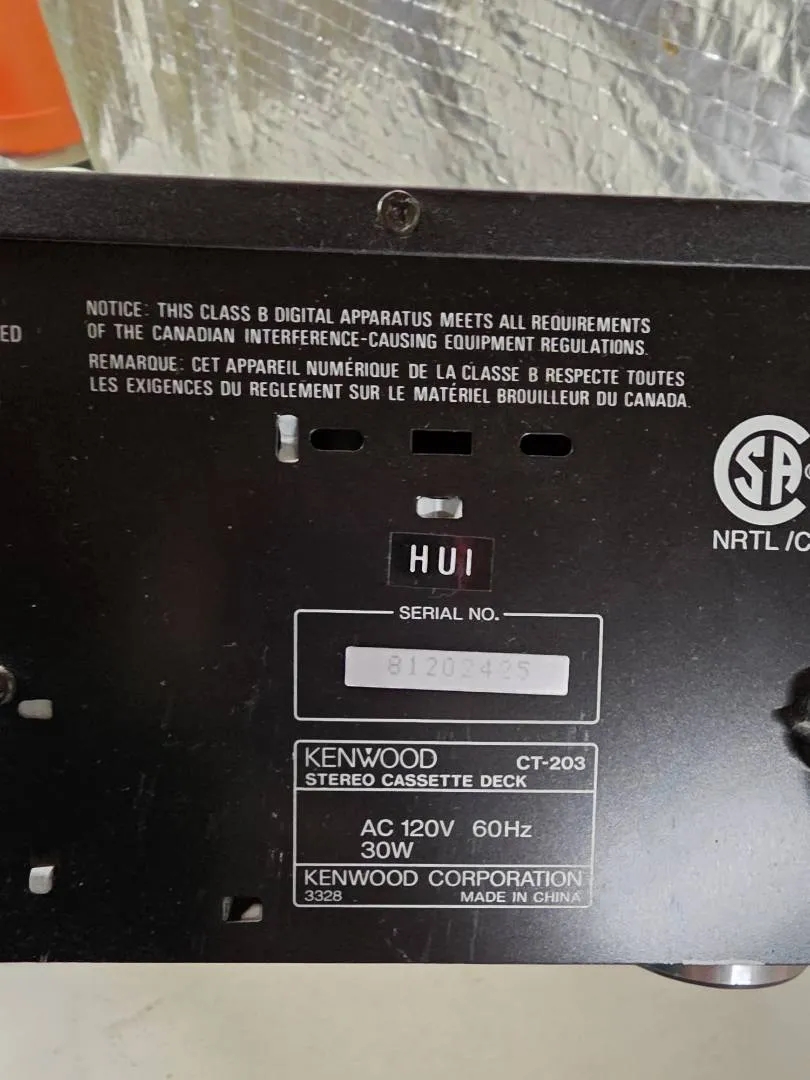 ED
NOTICE: THIS CLASS B DIGITAL APPARATUS MEETS ALL REQUIREMENTS
OF THE CANADIAN INTERFERENCE-CAUSING EQUIPMENT REGULATIONS.
REMARQUE: CET APPAREIL NUMÉRIQUE DE LA CLASSE B RESPECTE TOUTES
LES EXIGENCES DU REGLEMENT SUR LE MATÉRIEL BROUILLEUR DU CANADA.
SA
NRTL/C
HUI
SERIAL NO.
81202425
KENWOOD CT-203
STEREO CASSETTE DECK
AC 120V 60Hz
30W
KENWOOD CORPORATION
3328 MADE IN CHINA